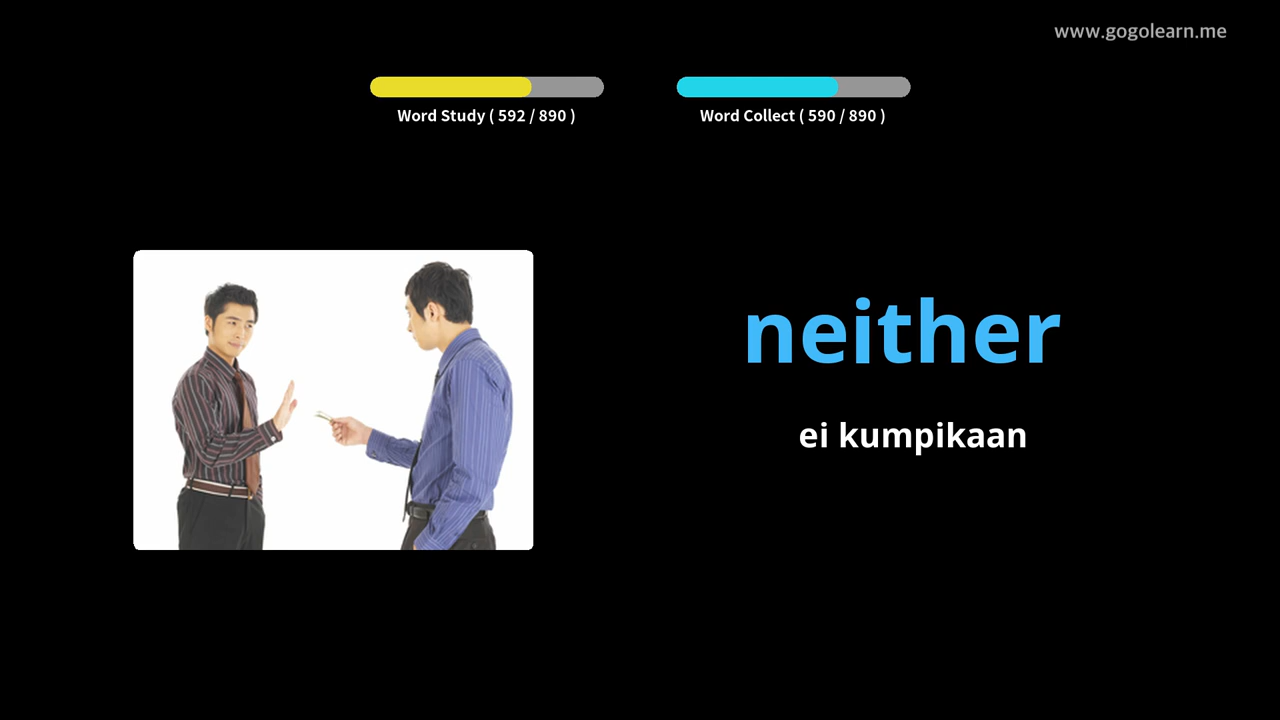 www.gogolearn.me
Word Study ( 592 / 890 )
Word Collect ( 590 / 890 )
neither
ei kumpikaan